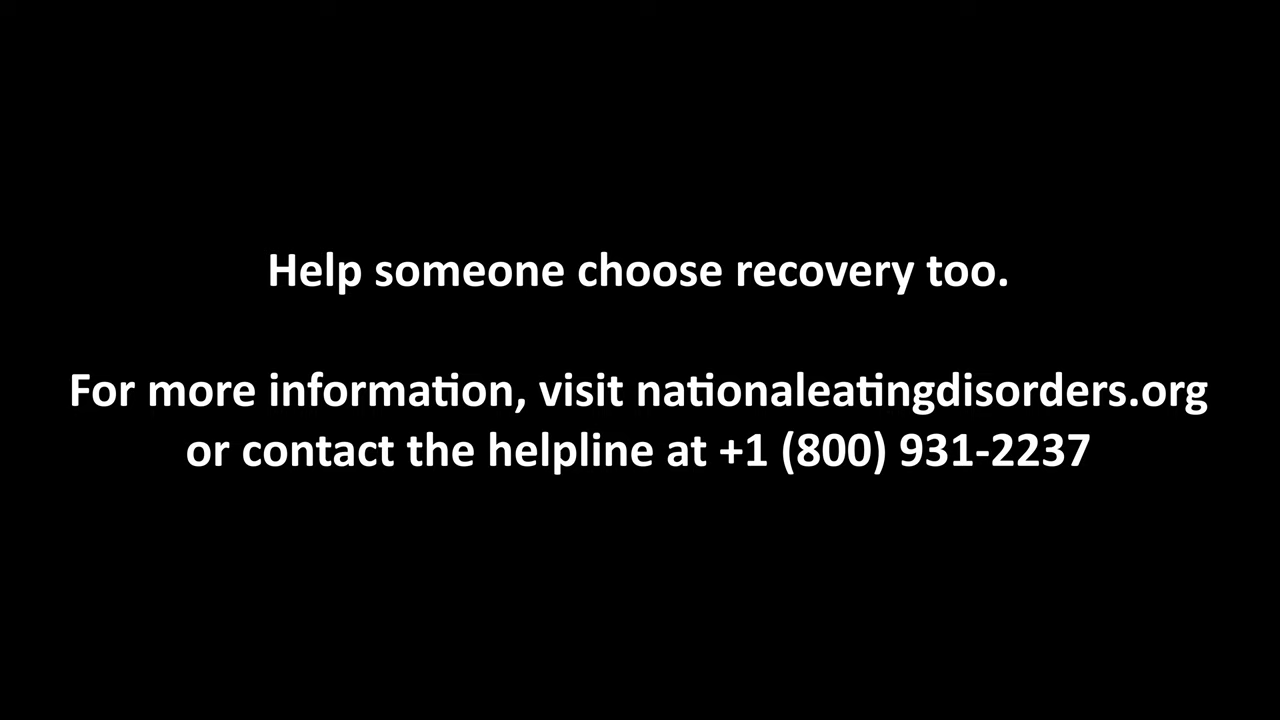 Help someone choose recovery too.
For more information, visit nationaleatingdisorders.org
or contact the helpline at +1 (800) 931-2237